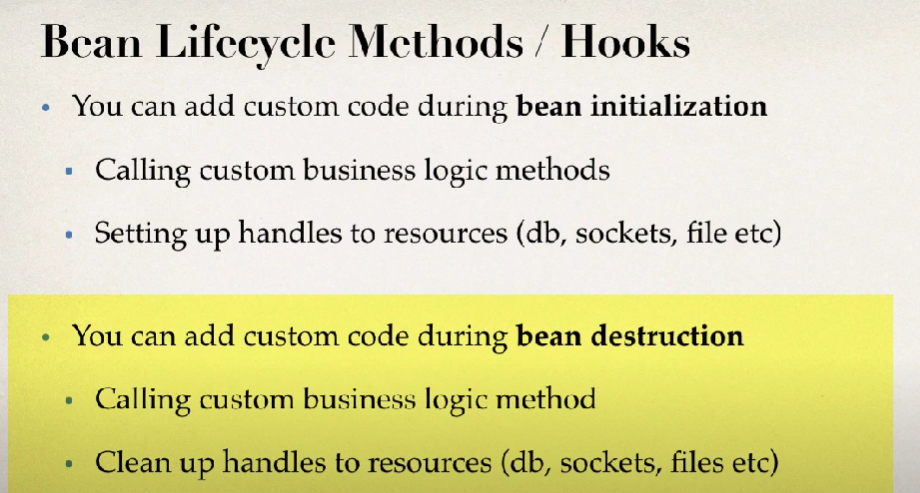 Bean Lifecycle Methods / Hooks
• You can add custom code during bean initialization
▪ Calling custom business logic methods
▪ Setting up handles to resources (db, sockets, file etc)
• You can add custom code during bean destruction
▪ Calling custom business logic method
▪ Clean up handles to resources (db, sockets, files etc)